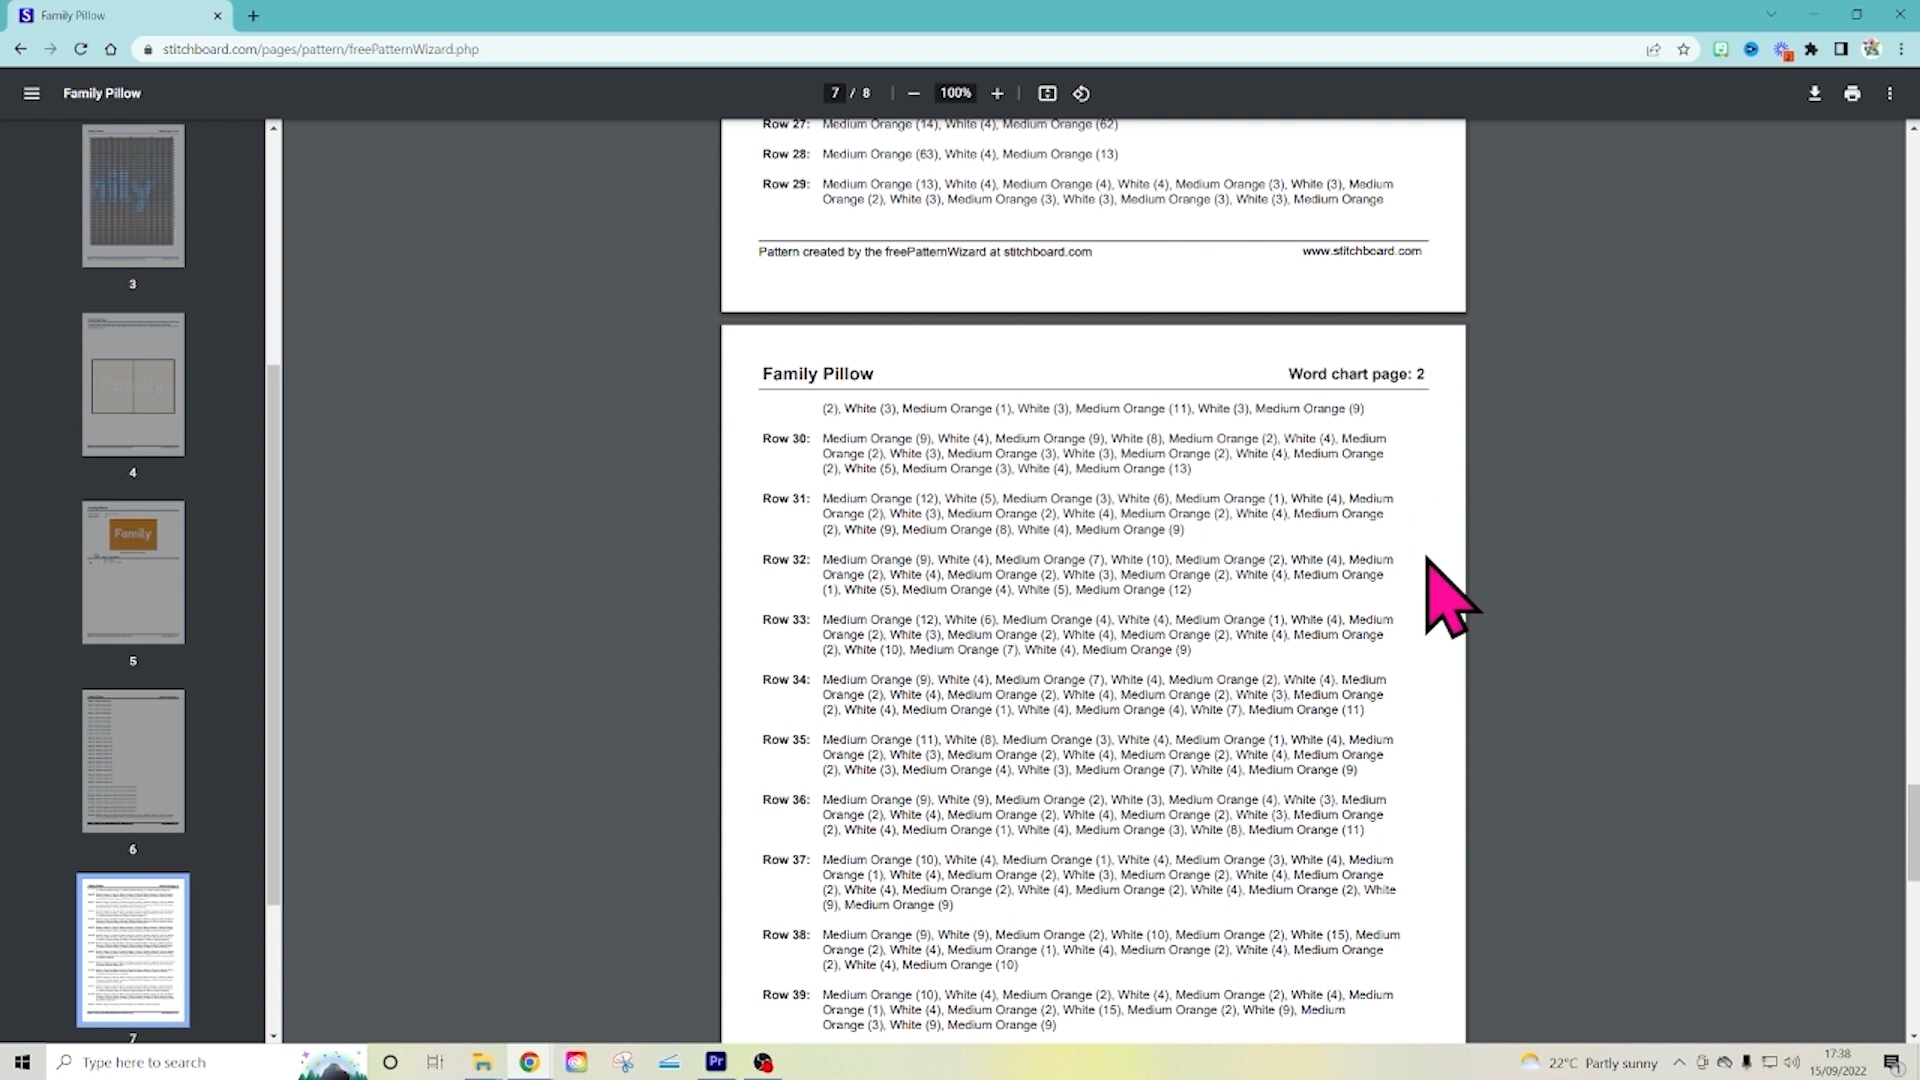 Family Pillow
stitchboard.com/pages/pattern/freePatternWizard.php
2
Family Pillow
7 / 8
100%
3
4
Family
5
6
7
Row 27: Medium Orange (14), White (4), Medium Orange (62)
Row 28: Medium Orange (63), White (4), Medium Orange (13)
Row 29: Medium Orange (13), White (4), Medium Orange (4), White (4), Medium Orange (3), White (3), Medium
Orange (2), White (3), Medium Orange (3), White (3), Medium Orange (3), White (3), Medium Orange
Pattern created by the freePatternWizard at stitchboard.com www.stitchboard.com
Family Pillow Word chart page: 2
(2), White (3), Medium Orange (1), White (3), Medium Orange (11), White (3), Medium Orange (9)
Row 30: Medium Orange (9), White (4), Medium Orange (9), White (8), Medium Orange (2), White (4), Medium
Orange (2), White (3), Medium Orange (3), White (3), Medium Orange (2), White (4), Medium Orange
(2), White (5), Medium Orange (3), White (4), Medium Orange (13)
Row 31: Medium Orange (12), White (5), Medium Orange (3), White (6), Medium Orange (1), White (4), Medium
Orange (2), White (3), Medium Orange (2), White (4), Medium Orange (2), White (4), Medium Orange
(2), White (9), Medium Orange (8), White (4), Medium Orange (9)
Row 32: Medium Orange (9), White (4), Medium Orange (7), White (10), Medium Orange (2), White (4), Medium
Orange (2), White (4), Medium Orange (2), White (3), Medium Orange (2), White (4), Medium Orange
(1), White (5), Medium Orange (4), White (5), Medium Orange (12)
Row 33: Medium Orange (12), White (6), Medium Orange (4), White (4), Medium Orange (1), White (4), Medium
Orange (2), White (3), Medium Orange (2), White (4), Medium Orange (2), White (4), Medium Orange
(2), White (10), Medium Orange (7), White (4), Medium Orange (9)
Row 34: Medium Orange (9), White (4), Medium Orange (7), White (4), Medium Orange (2), White (4), Medium
Orange (2), White (4), Medium Orange (2), White (4), Medium Orange (2), White (3), Medium Orange
(2), White (4), Medium Orange (1), White (4), Medium Orange (4), White (7), Medium Orange (11)
Row 35: Medium Orange (11), White (8), Medium Orange (3), White (4), Medium Orange (1), White (4), Medium
Orange (2), White (3), Medium Orange (2), White (4), Medium Orange (2), White (4), Medium Orange
(2), White (3), Medium Orange (4), White (3), Medium Orange (7), White (4), Medium Orange (9)
Row 36: Medium Orange (9), White (9), Medium Orange (2), White (3), Medium Orange (4), White (3), Medium
Orange (2), White (4), Medium Orange (2), White (4), Medium Orange (2), White (3), Medium Orange
(2), White (4), Medium Orange (1), White (4), Medium Orange (3), White (8), Medium Orange (11)
Row 37: Medium Orange (10), White (4), Medium Orange (1), White (4), Medium Orange (3), White (4), Medium
Orange (1), White (4), Medium Orange (2), White (3), Medium Orange (2), White (4), Medium Orange
(2), White (4), Medium Orange (2), White (4), Medium Orange (2), White (4), Medium Orange (2), White
(9), Medium Orange (9)
Row 38: Medium Orange (9), White (9), Medium Orange (2), White (10), Medium Orange (2), White (15), Medium
Orange (2), White (4), Medium Orange (1), White (4), Medium Orange (2), White (4), Medium Orange
(2), White (4), Medium Orange (10)
Row 39: Medium Orange (10), White (4), Medium Orange (2), White (4), Medium Orange (2), White (4), Medium
Orange (1), White (4), Medium Orange (2), White (15), Medium Orange (2), White (9), Medium
Orange (3), White (9), Medium Orange (9)
Type here to search
Pr
22°C Partly sunny
17:38
15/09/2022
1